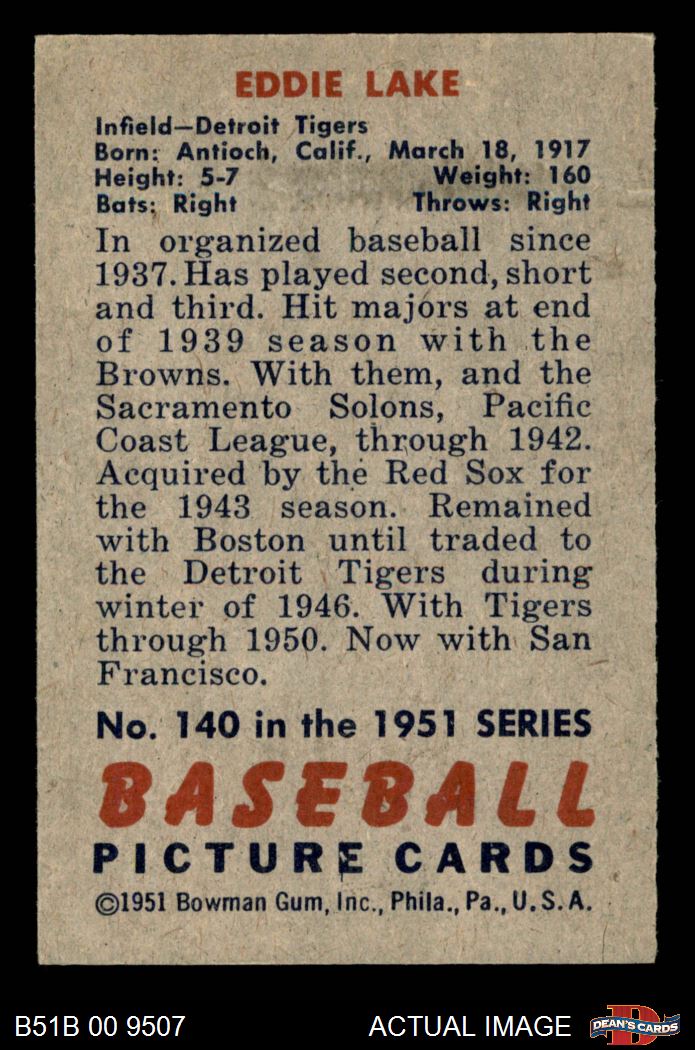 EDDIE LAKE
Infield—Detroit Tigers
Born: Antioch, Calif., March 18, 1917
Height: 5-7 Weight: 160
Bats: Right Throws: Right
In organized baseball since
1937. Has played second, short
and third. Hit majors at end
of 1939 season with the
Browns. With them, and the
Sacramento Solons, Pacific
Coast League, through 1942.
Acquired by the Red Sox for
the 1943 season. Remained
with Boston until traded to
the Detroit Tigers during
winter of 1946. With Tigers
through 1950. Now with San
Francisco.
No. 140 in the 1951 SERIES
BASEBALL
PICTURE CARDS
©1951 Bowman Gum, Inc., Phila., Pa., U.S.A.
B51B 00 9507 ACTUAL IMAGE D DEAN'S CARDS